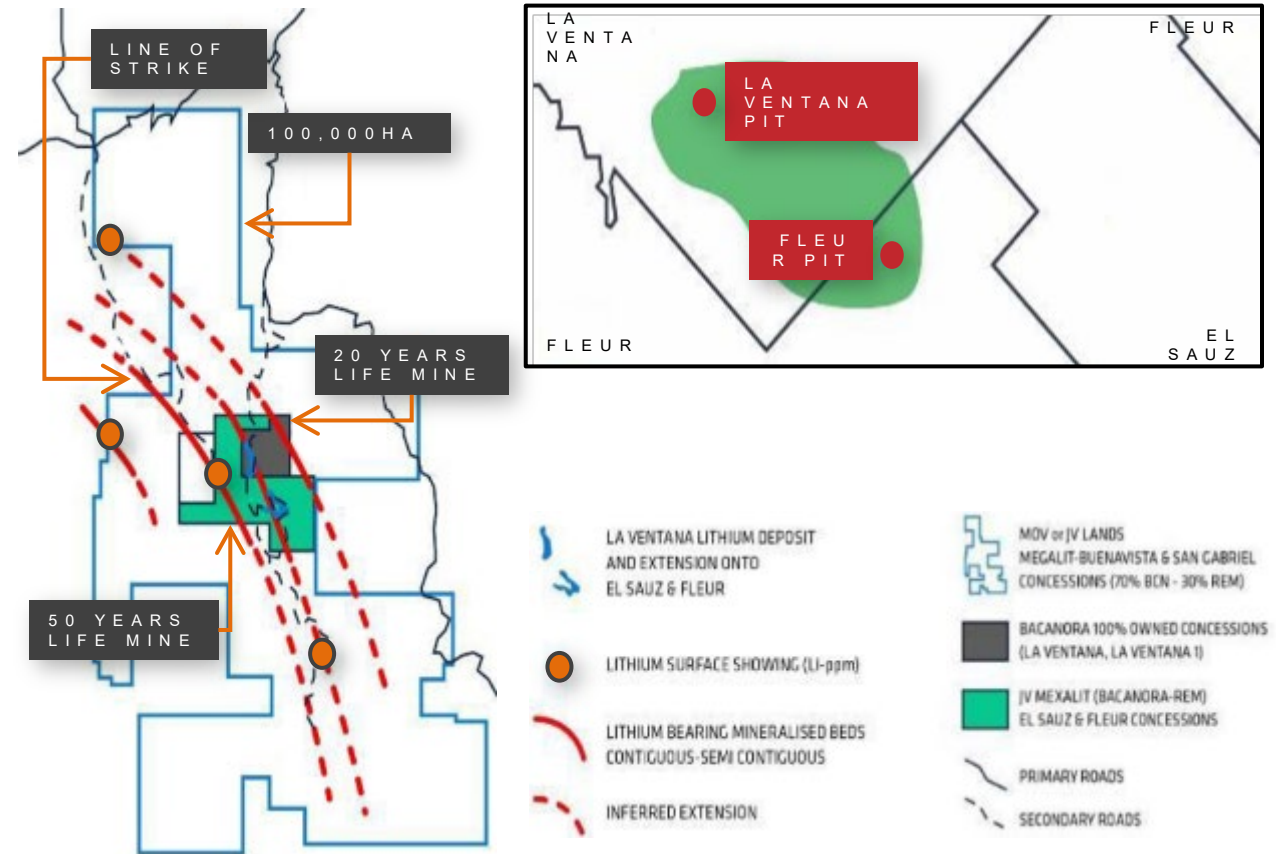 LINE OF
STRIKE
100,000HA
20 YEARS
LIFE MINE
50 YEARS
LIFE MINE
LA
VENTA
NA
FLEUR
LA
VENTANA
PIT
FLEU
R PIT
FLEUR
EL
SAUZ
LA VENTANA LITHIUM DEPOSIT
AND EXTENSION ONTO
EL SAUZ & FLEUR
LITHIUM SURFACE SHOWING (LI-ppm)
LITHIUM BEARING MINERALISED BEDS
CONTIGUOUS-SEMI CONTIGUOUS
INFERRED EXTENSION
MOV or JV LANDS
MEGALIT-BUENAVISTA & SAN GABRIEL
CONCESSIONS (70% BCN - 30% REM)
BACANORA 100% OWNED CONCESSIONS
(LA VENTANA, LA VENTANA 1)
JV MEXALIT (BACANORA-REM)
EL SAUZ & FLEUR CONCESSIONS
PRIMARY ROADS
SECONDARY ROADS